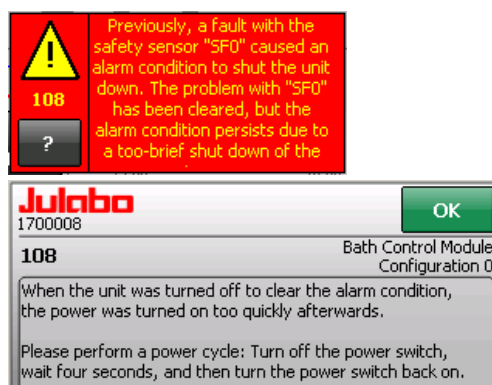 Previously, a fault with the
safety sensor "SF0" caused an
alarm condition to shut the unit
down. The problem with "SF0"
has been cleared, but the
alarm condition persists due to
a too-brief shut down of the
108
?
Julabo
1700008
OK
108
Bath Control Module
Configuration 0
When the unit was turned off to clear the alarm condition,
the power was turned on too quickly afterwards.
Please perform a power cycle: Turn off the power switch,
wait four seconds, and then turn the power switch back on.